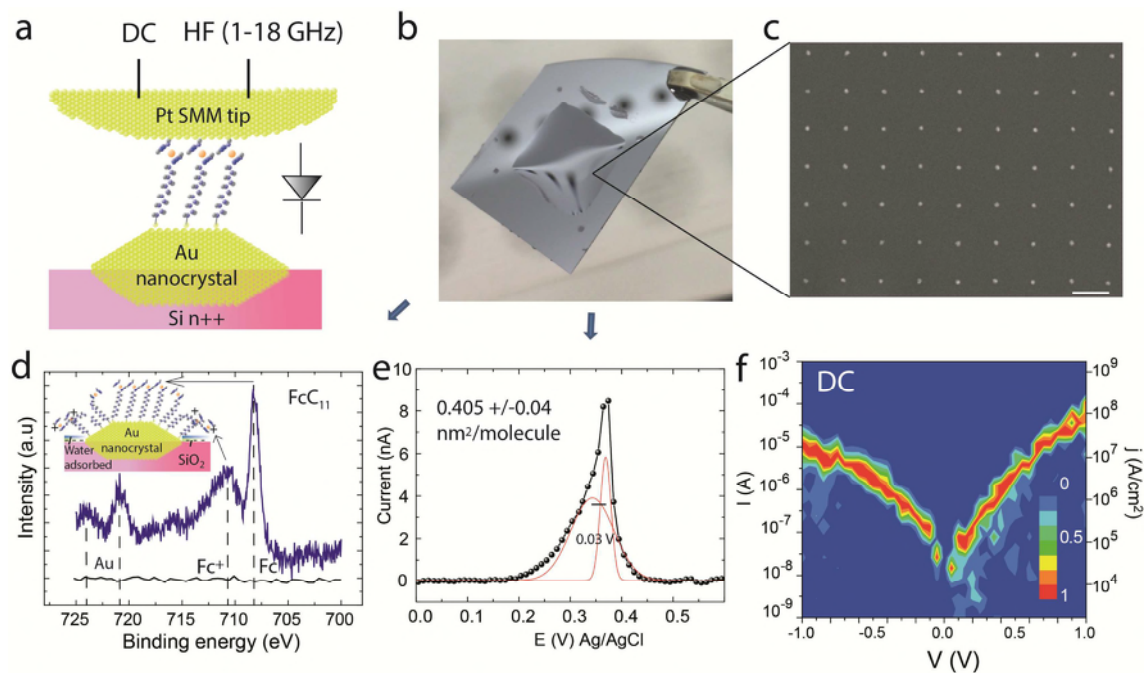 a
DC HF (1-18 GHz)
Pt SMM tip
Au
nanocrystal
Si n++
b
c
d
FcC11
Au
nanocrystal
Water
adsorbed
SiO2
Au
Fc+
Fc
Intensity (a.u)
725 720 715 710 705 700
Binding energy (eV)
e
0.405 +/-0.04
nm2/molecule
0.03 V
10
8
6
4
2
0
Current (nA)
0.0 0.1 0.2 0.3 0.4 0.5
E (V) Ag/AgCl
f
DC
10-3
10-4
10-5
10-6
10-7
10-8
10-9
I (A)
109
108
107
106
105
104
j (A/cm2)
0
0.5
1
-1.0 -0.5 0.0 0.5 1.0
V (V)